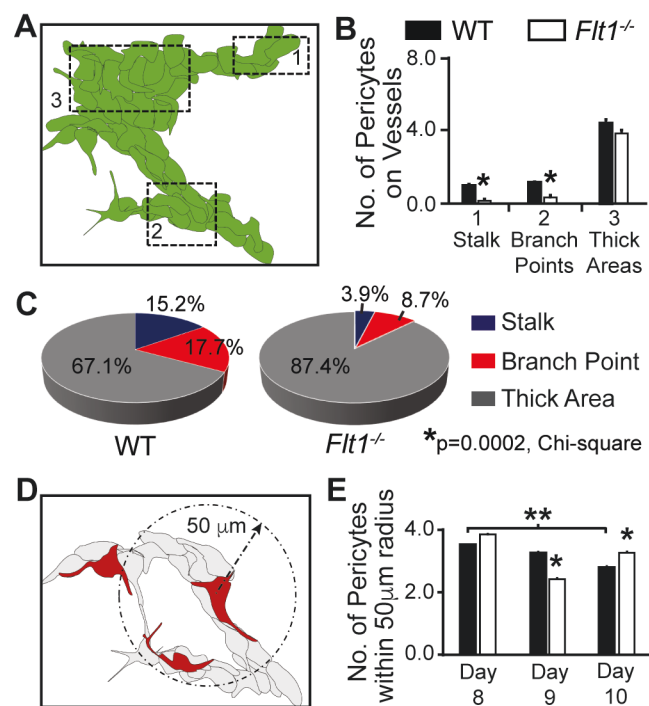 A
1
3
2
B
WT Flt1-/-
No. of Pericytes
on Vessels
8.0
4.0
0.0
* *
1 2 3
Stalk Branch Thick
Points Areas
C
15.2%
17.7%
67.1%
WT
3.9%
8.7%
87.4%
Flt1-/-
Stalk
Branch Point
Thick Area
*p=0.0002, Chi-square
D
50 μm
E
No. of Pericytes
within 50μm radius
4.0
2.0
0.0
**
* *
Day Day Day
8 9 10